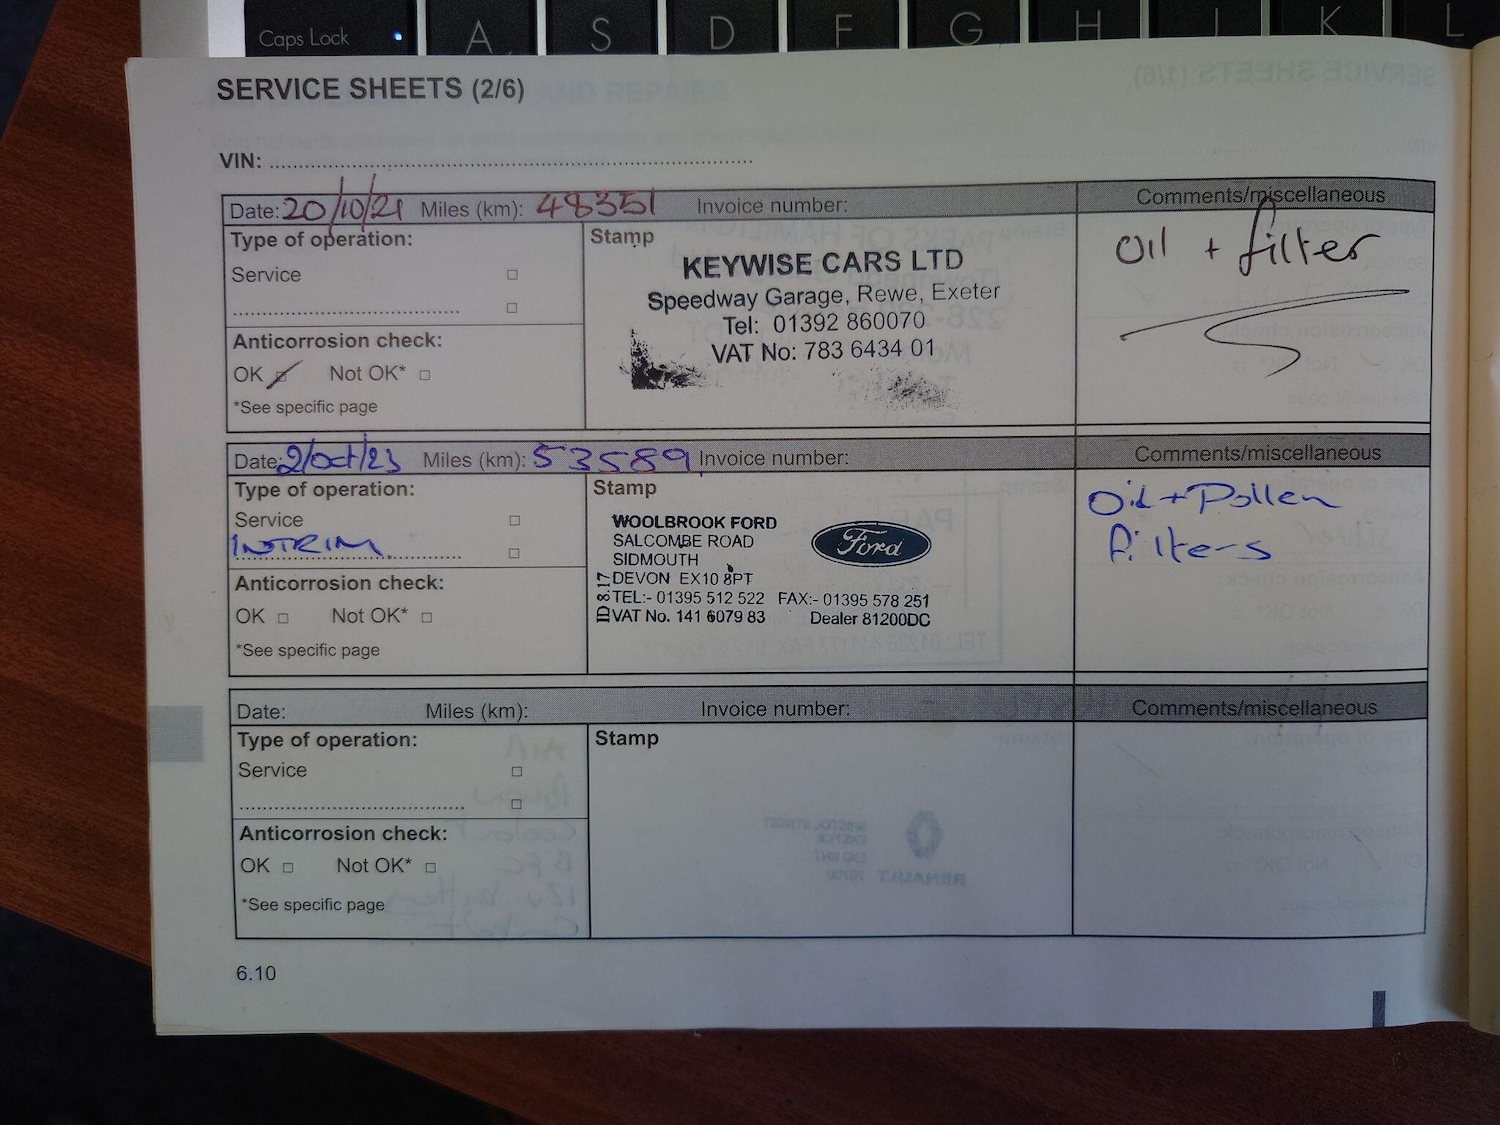 Caps Lock A S D F G H J K L
SERVICE SHEETS (2/6)
VIN:
Date: 20/10/21 Miles (km): 48351 Invoice number: Comments/miscellaneous
Type of operation:
Service
Anticorrosion check:
OK Not OK*
*See specific page
Stamp
KEYWISE CARS LTD
Speedway Garage, Rewe, Exeter
Tel: 01392 860070
VAT No: 783 6434 01
Oil + filter
Date: 2/Oct/23 Miles (km): 53589 Invoice number: Comments/miscellaneous
Type of operation:
Service
INTRIM
Anticorrosion check:
OK Not OK*
*See specific page
Stamp
WOOLBROOK FORD
SALCOMBE ROAD
SIDMOUTH
DEVON EX10 8PT
TEL:- 01395 512 522 FAX:- 01395 578 251
VAT No. 141 6079 83 Dealer 81200DC
ID 817
Ford
Oil + Pollen
filters
Date: Miles (km): Invoice number: Comments/miscellaneous
Type of operation:
Service
Anticorrosion check:
OK Not OK*
*See specific page
Stamp
6.10